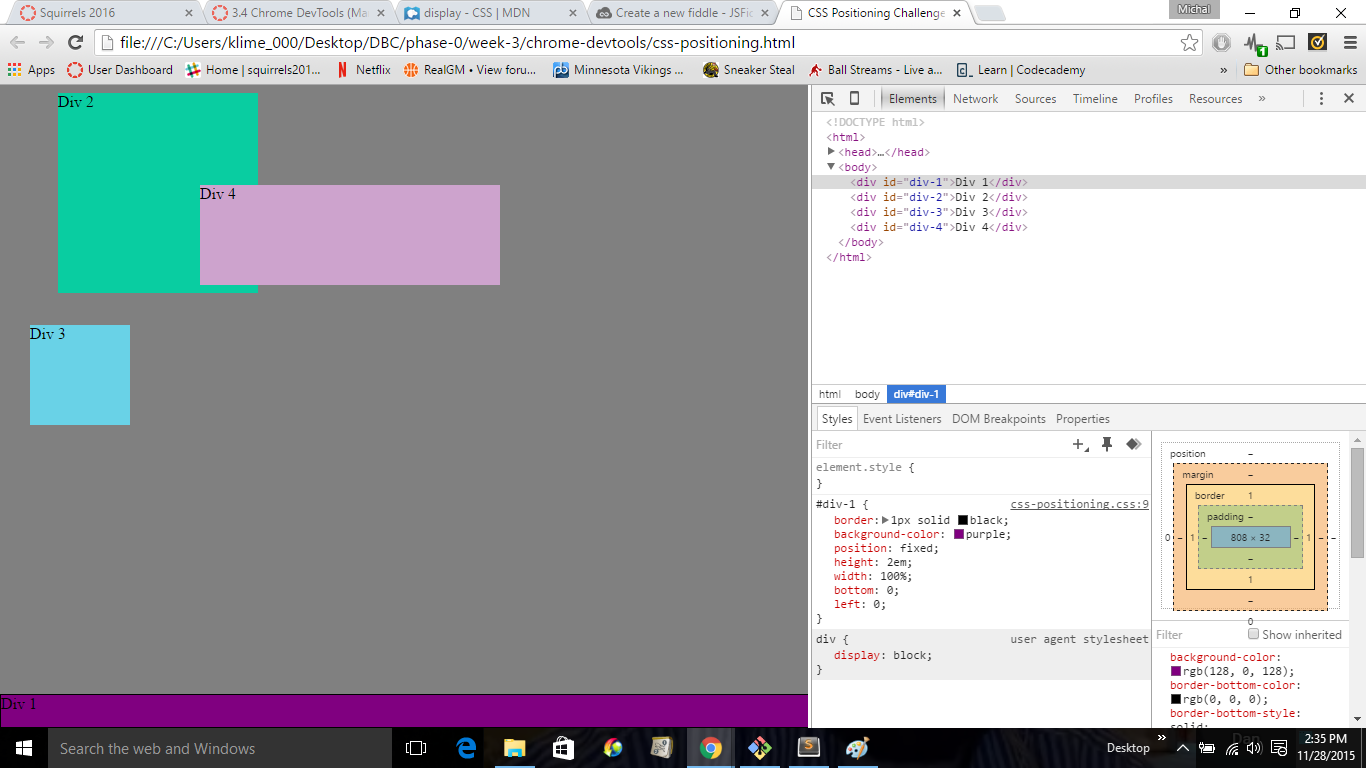 Squirrels 2016
3.4 Chrome DevTools (Ma
display - CSS | MDN
Create a new fiddle - JSFid
CSS Positioning Challenge
Michal
file:///C:/Users/klime_000/Desktop/DBC/phase-0/week-3/chrome-devtools/css-positioning.html
1
Apps
User Dashboard
Home | squirrels201...
Netflix
RealGM • View foru...
Minnesota Vikings ...
Sneaker Steal
Ball Streams - Live a...
Learn | Codecademy
»
Other bookmarks
Div 2
Div 4
Div 3
Div 1
Elements
Network
Sources
Timeline
Profiles
Resources
»
<!DOCTYPE html>
<html>
<head>…</head>
<body>
<div id="div-1">Div 1</div>
<div id="div-2">Div 2</div>
<div id="div-3">Div 3</div>
<div id="div-4">Div 4</div>
</body>
</html>
html
body
div#div-1
Styles
Event Listeners
DOM Breakpoints
Properties
Filter
element.style {
}
#div-1 {
css-positioning.css:9
border: 1px solid black;
background-color: purple;
position: fixed;
height: 2em;
width: 100%;
bottom: 0;
left: 0;
}
div {
user agent stylesheet
display: block;
}
position –
margin –
border 1
padding –
0 – 1 – 808 × 32 – 1 – –
–
1
–
0
Filter
Show inherited
background-color:
rgb(128, 0, 128);
border-bottom-color:
rgb(0, 0, 0);
border-bottom-style:
solid;
Search the web and Windows
Desktop
»
2:35 PM
11/28/2015